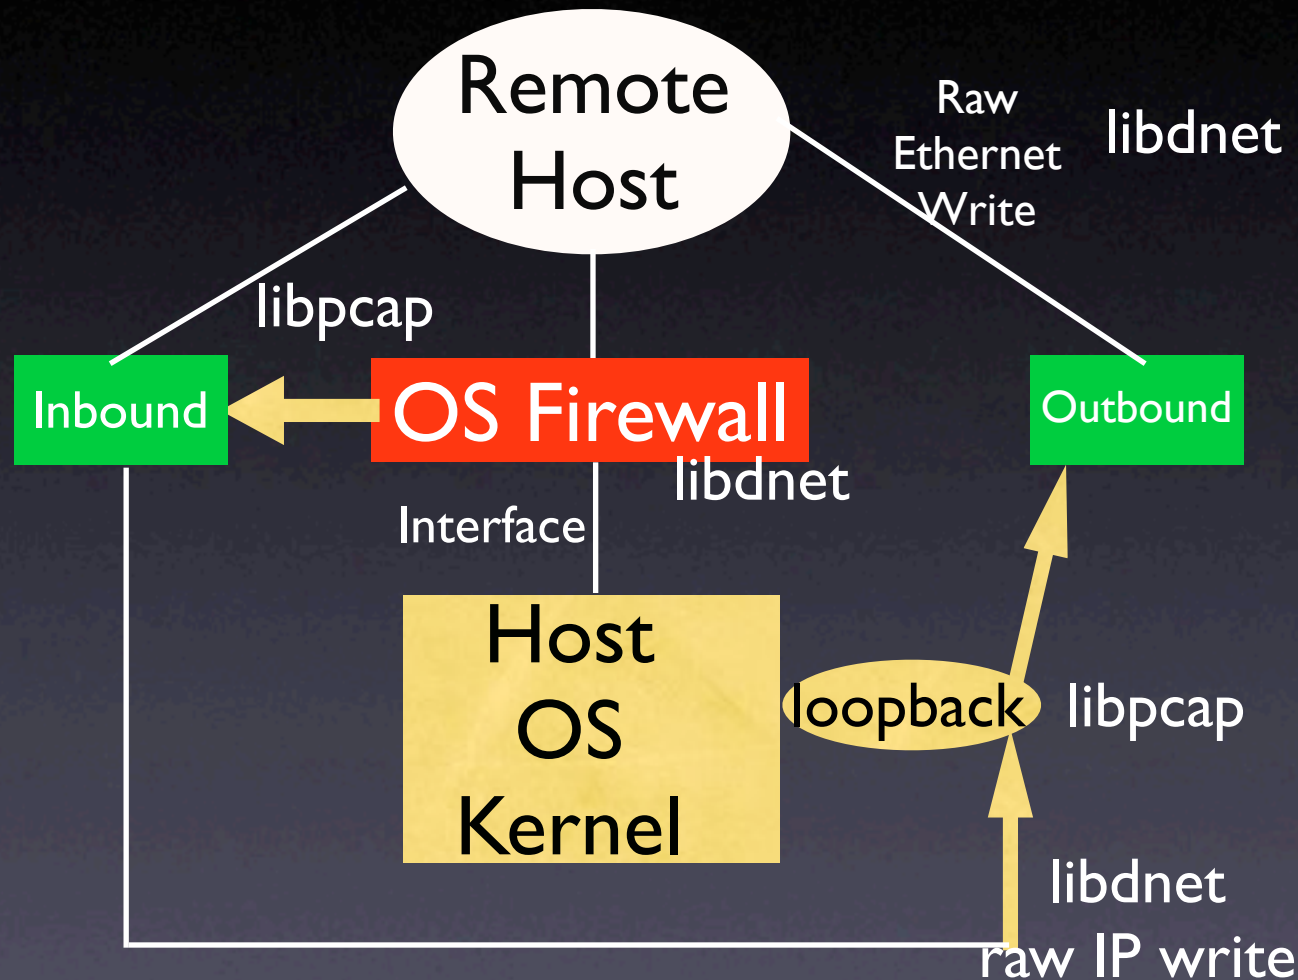 Remote
Host
Raw
Ethernet
Write
libdnet
libpcap
Inbound
OS Firewall
Outbound
libdnet
Interface
Host
OS
Kernel
loopback
libpcap
libdnet
raw IP write